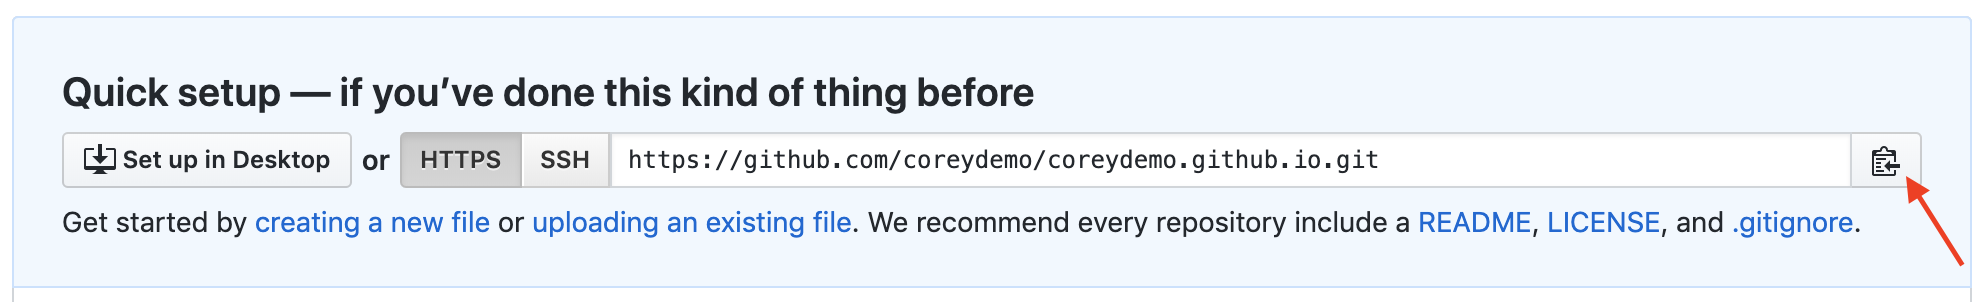 Quick setup — if you’ve done this kind of thing before
Set up in Desktop or HTTPS SSH https://github.com/coreydemo/coreydemo.github.io.git
Get started by creating a new file or uploading an existing file. We recommend every repository include a README, LICENSE, and .gitignore.